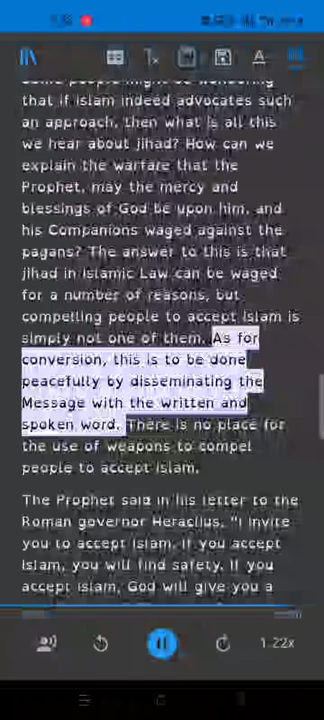 some people might be wondering
that if Islam indeed advocates such
an approach, then what is all this
we hear about jihad? How can we
explain the warfare that the
Prophet, may the mercy and
blessings of God be upon him, and
his Companions waged against the
pagans? The answer to this is that
jihad in Islamic Law can be waged
for a number of reasons, but
compelling people to accept Islam is
simply not one of them. As for
conversion, this is to be done
peacefully by disseminating the
Message with the written and
spoken word. There is no place for
the use of weapons to compel
people to accept Islam.
The Prophet said in his letter to the
Roman governor Heraclius, "I invite
you to accept Islam. If you accept
Islam, you will find safety. If you
accept Islam, God will give you a
1.22x